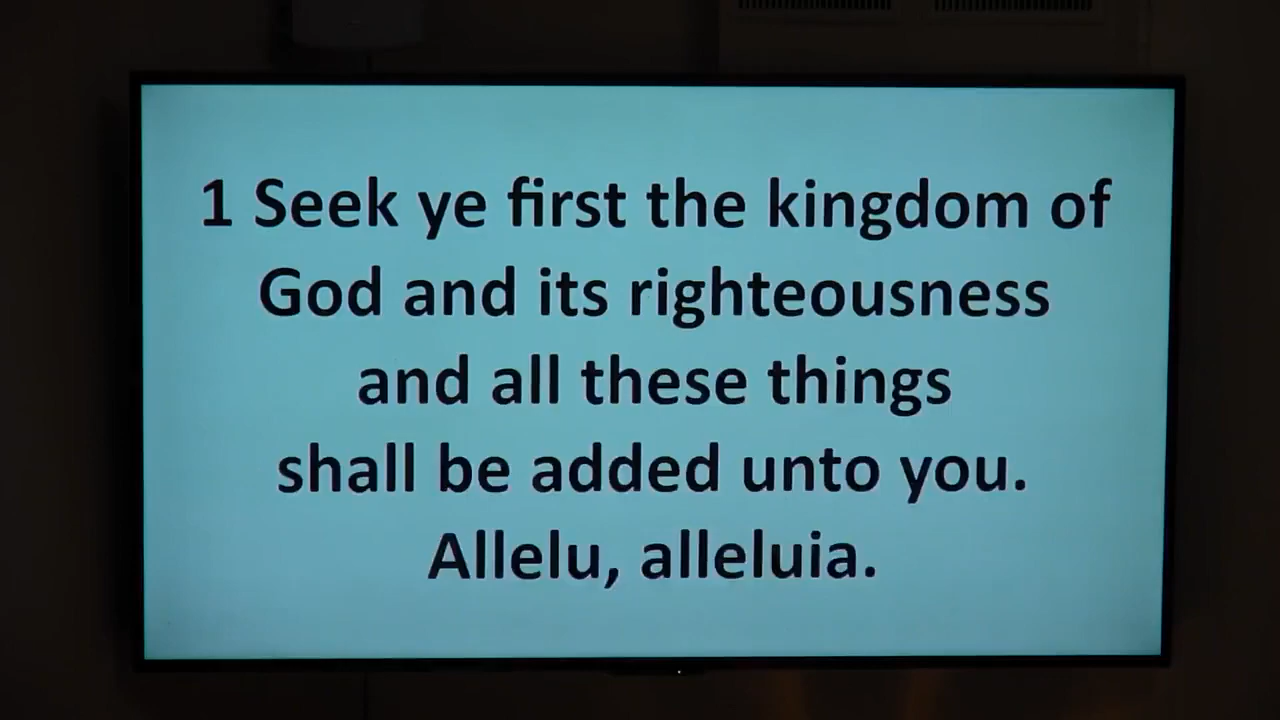 1 Seek ye first the kingdom of
God and its righteousness
and all these things
shall be added unto you.
Allelu, alleluia.